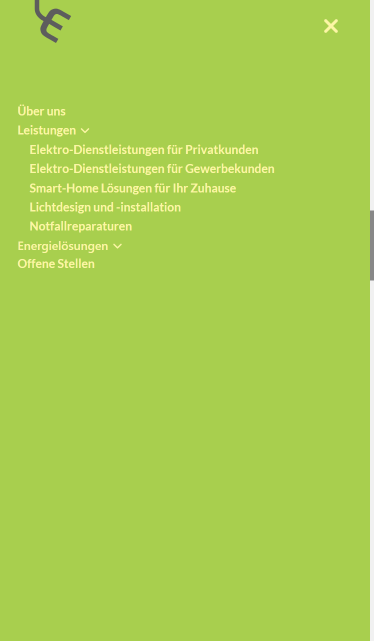 Über uns
Leistungen
Elektro-Dienstleistungen für Privatkunden
Elektro-Dienstleistungen für Gewerbekunden
Smart-Home Lösungen für Ihr Zuhause
Lichtdesign und -installation
Notfallreparaturen
Energielösungen
Offene Stellen